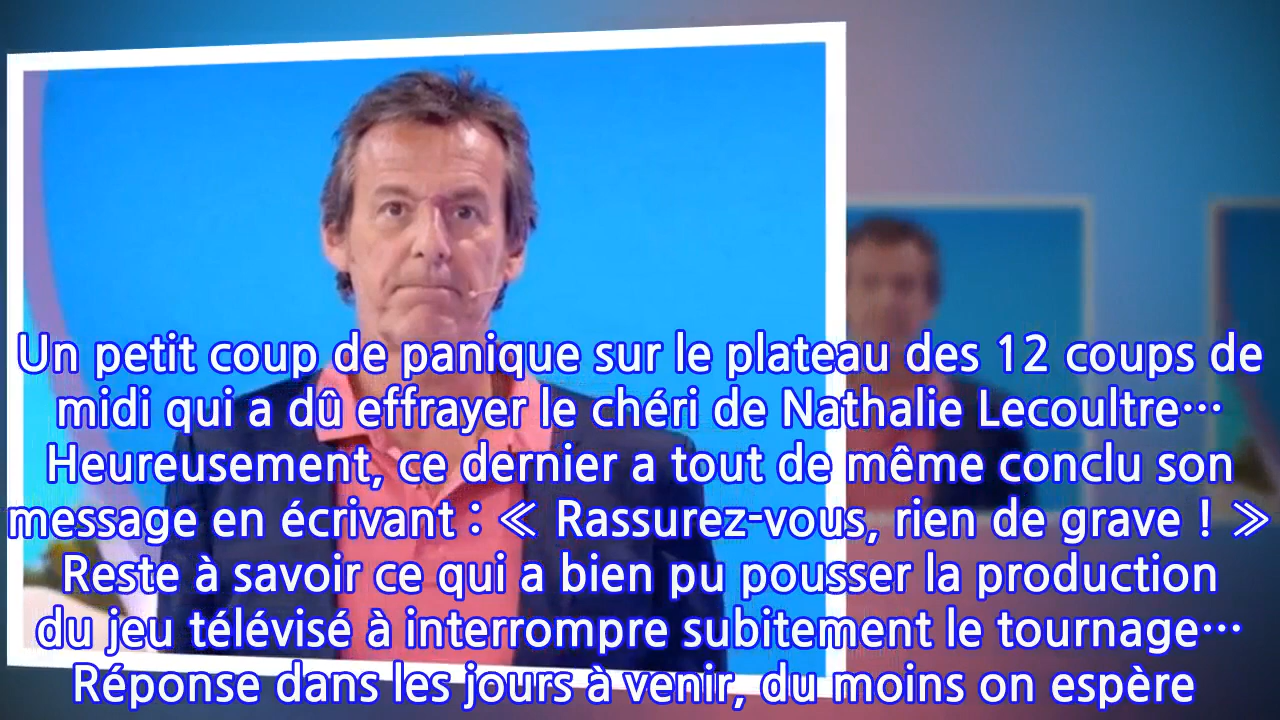 Un petit coup de panique sur le plateau des 12 coups de
midi qui a dû effrayer le chéri de Nathalie Lecoultre…
Heureusement, ce dernier a tout de même conclu son
message en écrivant : ≪ Rassurez-vous, rien de grave ! ≫
Reste à savoir ce qui a bien pu pousser la production
du jeu télévisé à interrompre subitement le tournage…
Réponse dans les jours à venir, du moins on espère